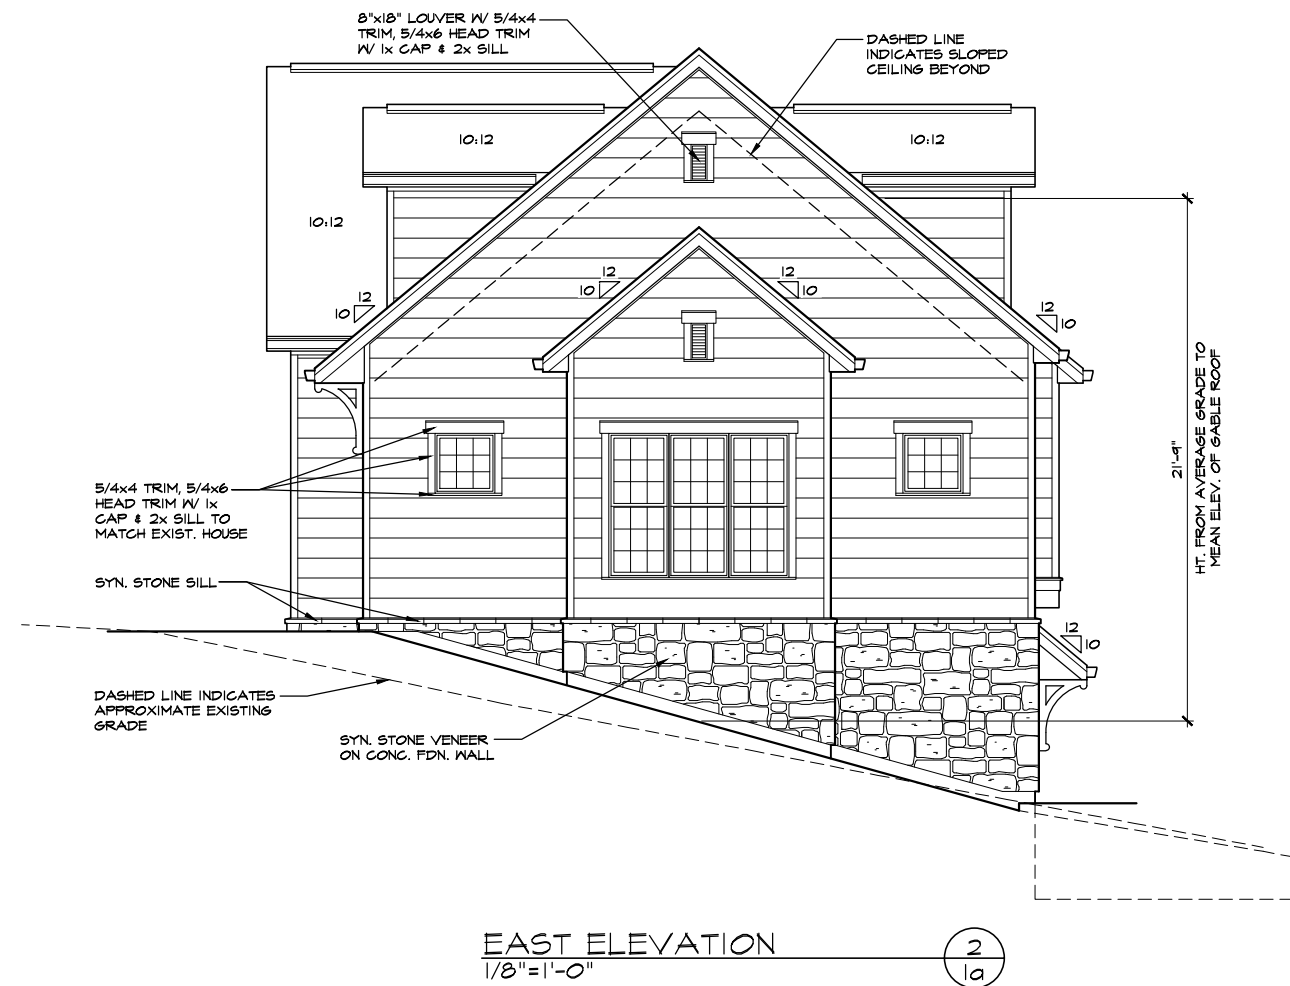 8"x18" LOUVER W/ 5/4x4
TRIM, 5/4x6 HEAD TRIM
W/ 1x CAP & 2x SILL
DASHED LINE
INDICATES SLOPED
CEILING BEYOND
10:12
10:12
10:12
12
10
12
10
12
10
12
10
HT. FROM AVERAGE GRADE TO
MEAN ELEV. OF GABLE ROOF
21'-9"
5/4x4 TRIM, 5/4x6
HEAD TRIM W/ 1x
CAP & 2x SILL TO
MATCH EXIST. HOUSE
SYN. STONE SILL
12
10
DASHED LINE INDICATES
APPROXIMATE EXISTING
GRADE
SYN. STONE VENEER
ON CONC. FDN. WALL
EAST ELEVATION
1/8"=1'-0"
2
1a